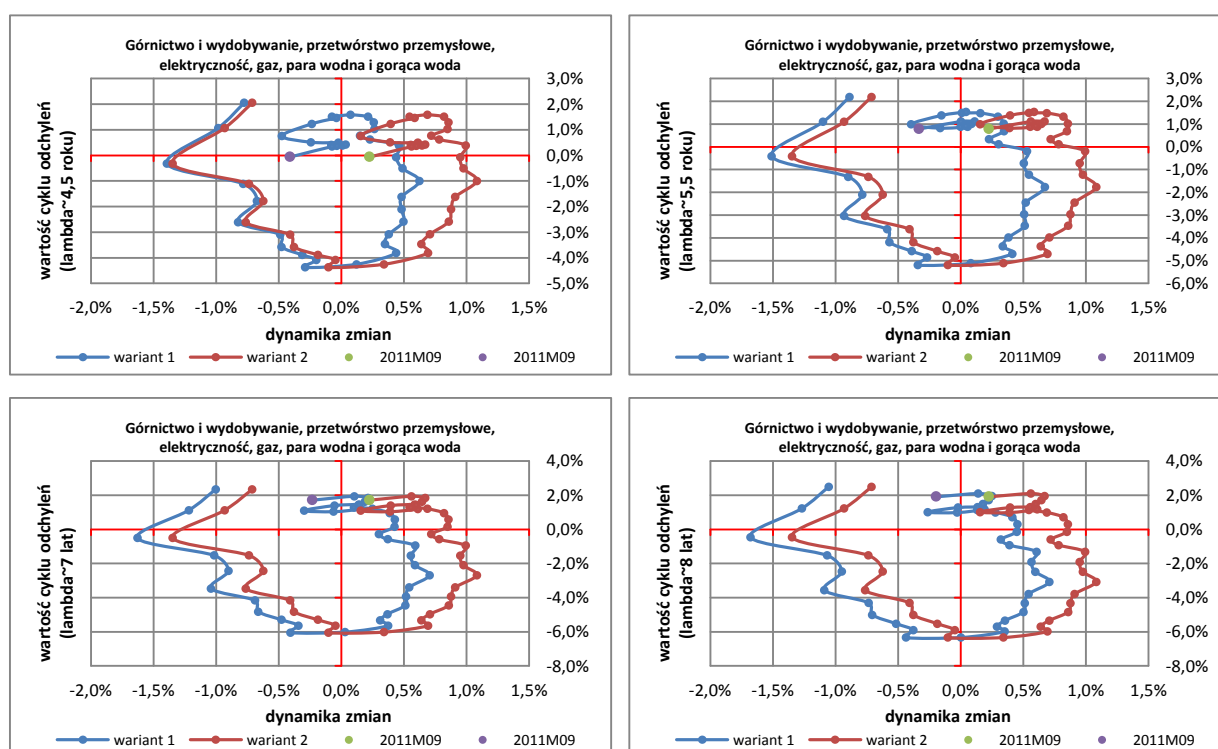 Górnictwo i wydobywanie, przetwórstwo przemysłowe,
elektryczność, gaz, para wodna i gorąca woda
wartość cyklu odchyleń
(lambda~4,5 roku)
3,0%
2,0%
1,0%
0,0%
-1,0%
-2,0%
-3,0%
-4,0%
-5,0%
-2,0% -1,5% -1,0% -0,5% 0,0% 0,5% 1,0% 1,5%
dynamika zmian
wariant 1 wariant 2 2011M09 2011M09
Górnictwo i wydobywanie, przetwórstwo przemysłowe,
elektryczność, gaz, para wodna i gorąca woda
wartość cyklu odchyleń
(lambda~5,5 roku)
3,0%
2,0%
1,0%
0,0%
-1,0%
-2,0%
-3,0%
-4,0%
-5,0%
-6,0%
-2,0% -1,5% -1,0% -0,5% 0,0% 0,5% 1,0% 1,5%
dynamika zmian
wariant 1 wariant 2 2011M09 2011M09
Górnictwo i wydobywanie, przetwórstwo przemysłowe,
elektryczność, gaz, para wodna i gorąca woda
wartość cyklu odchyleń
(lambda~7 lat)
4,0%
2,0%
0,0%
-2,0%
-4,0%
-6,0%
-8,0%
-2,0% -1,5% -1,0% -0,5% 0,0% 0,5% 1,0% 1,5%
dynamika zmian
wariant 1 wariant 2 2011M09 2011M09
Górnictwo i wydobywanie, przetwórstwo przemysłowe,
elektryczność, gaz, para wodna i gorąca woda
wartość cyklu odchyleń
(lambda~8 lat)
4,0%
2,0%
0,0%
-2,0%
-4,0%
-6,0%
-8,0%
-2,0% -1,5% -1,0% -0,5% 0,0% 0,5% 1,0% 1,5%
dynamika zmian
wariant 1 wariant 2 2011M09 2011M09